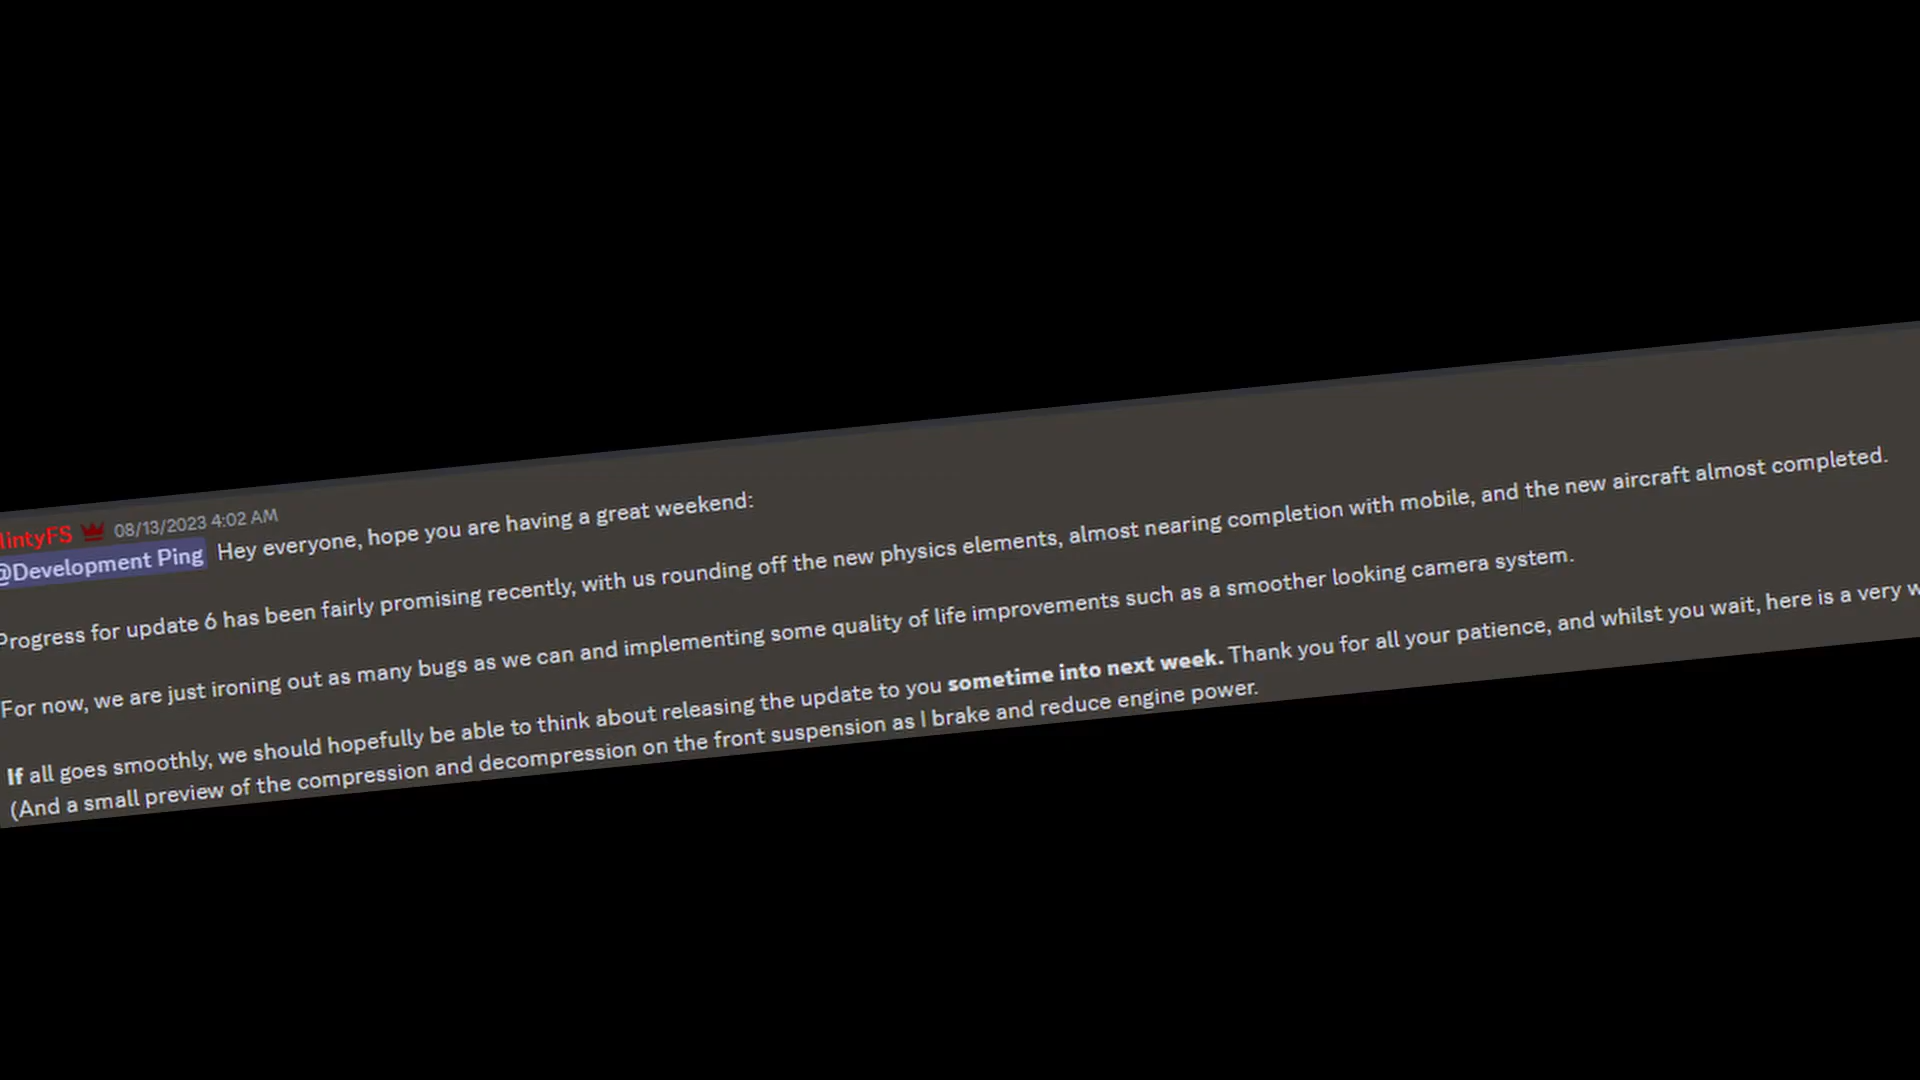 lintyFS 08/13/2023 4:02 AM
@Development Ping Hey everyone, hope you are having a great weekend:
Progress for update 6 has been fairly promising recently, with us rounding off the new physics elements, almost nearing completion with mobile, and the new aircraft almost completed.
For now, we are just ironing out as many bugs as we can and implementing some quality of life improvements such as a smoother looking camera system.
If all goes smoothly, we should hopefully be able to think about releasing the update to you sometime into next week. Thank you for all your patience, and whilst you wait, here is a very
(And a small preview of the compression and decompression on the front suspension as I brake and reduce engine power.